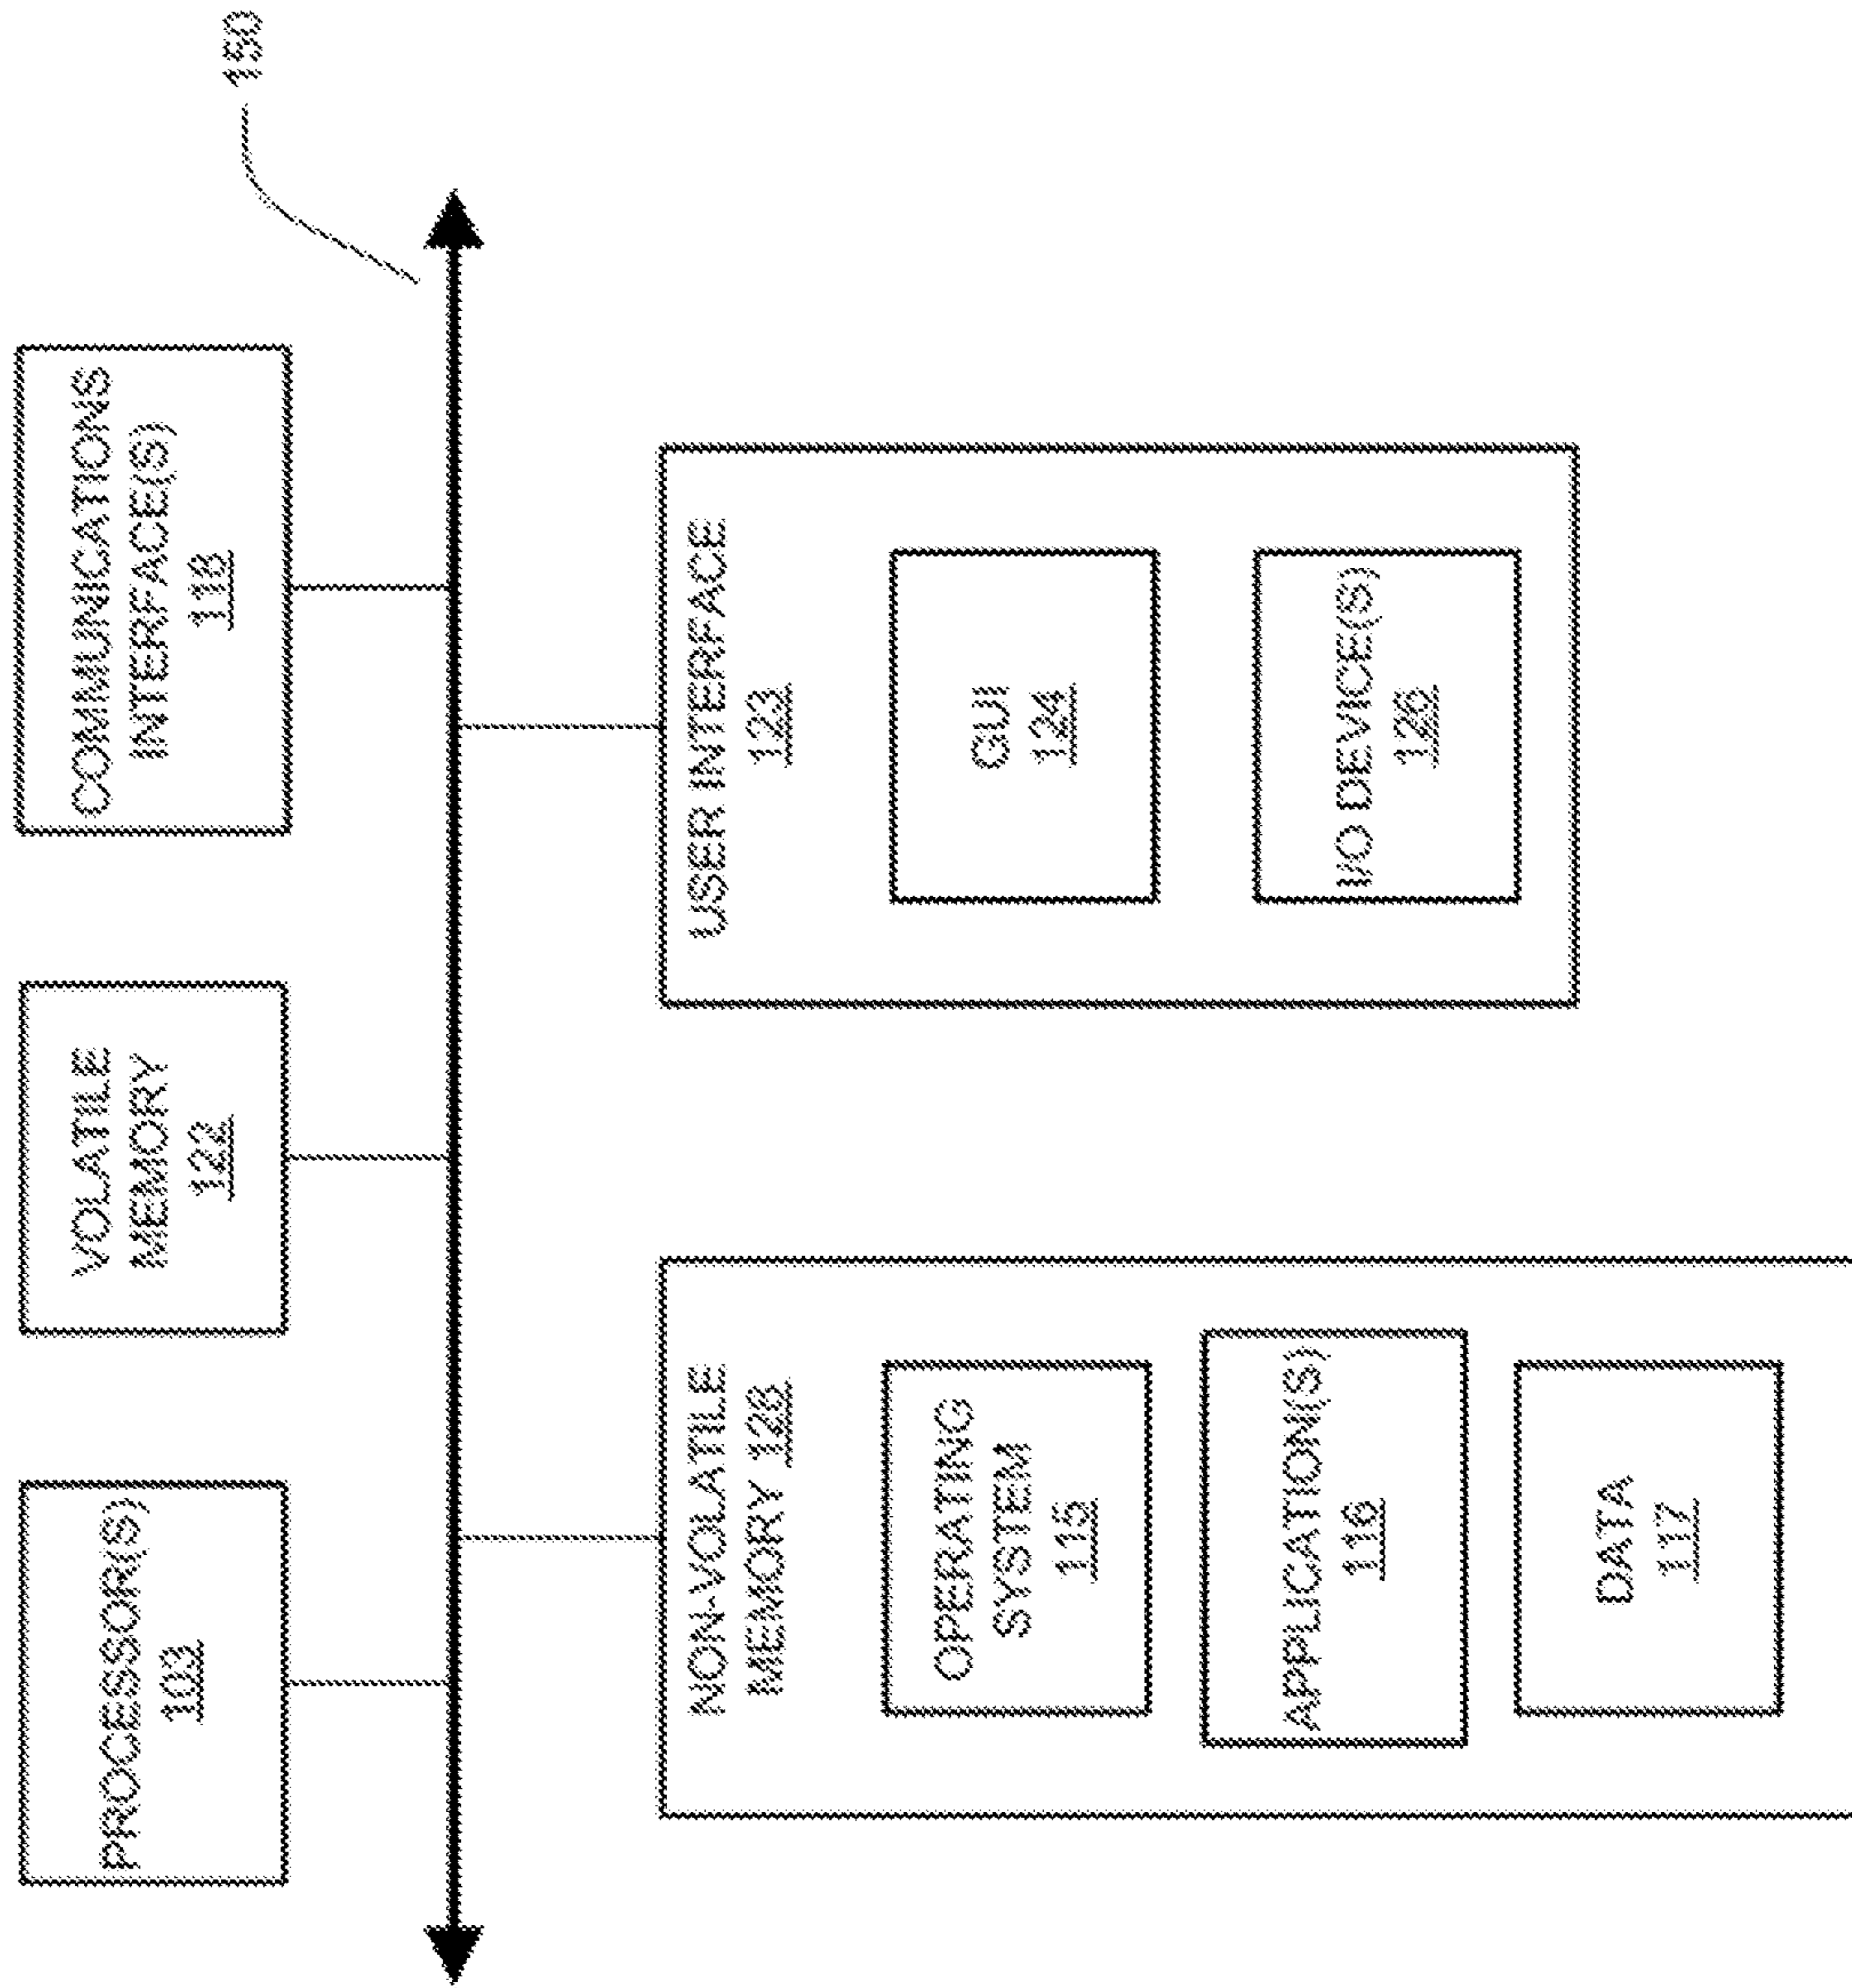 150
PROCESSOR(S)
103
VOLATILE
MEMORY
122
COMMUNICATIONS
INTERFACE(S)
118
NON-VOLATILE
MEMORY 128
OPERATING
SYSTEM
115
APPLICATION(S)
116
DATA
117
USER INTERFACE
123
GUI
124
I/O DEVICE(S)
126